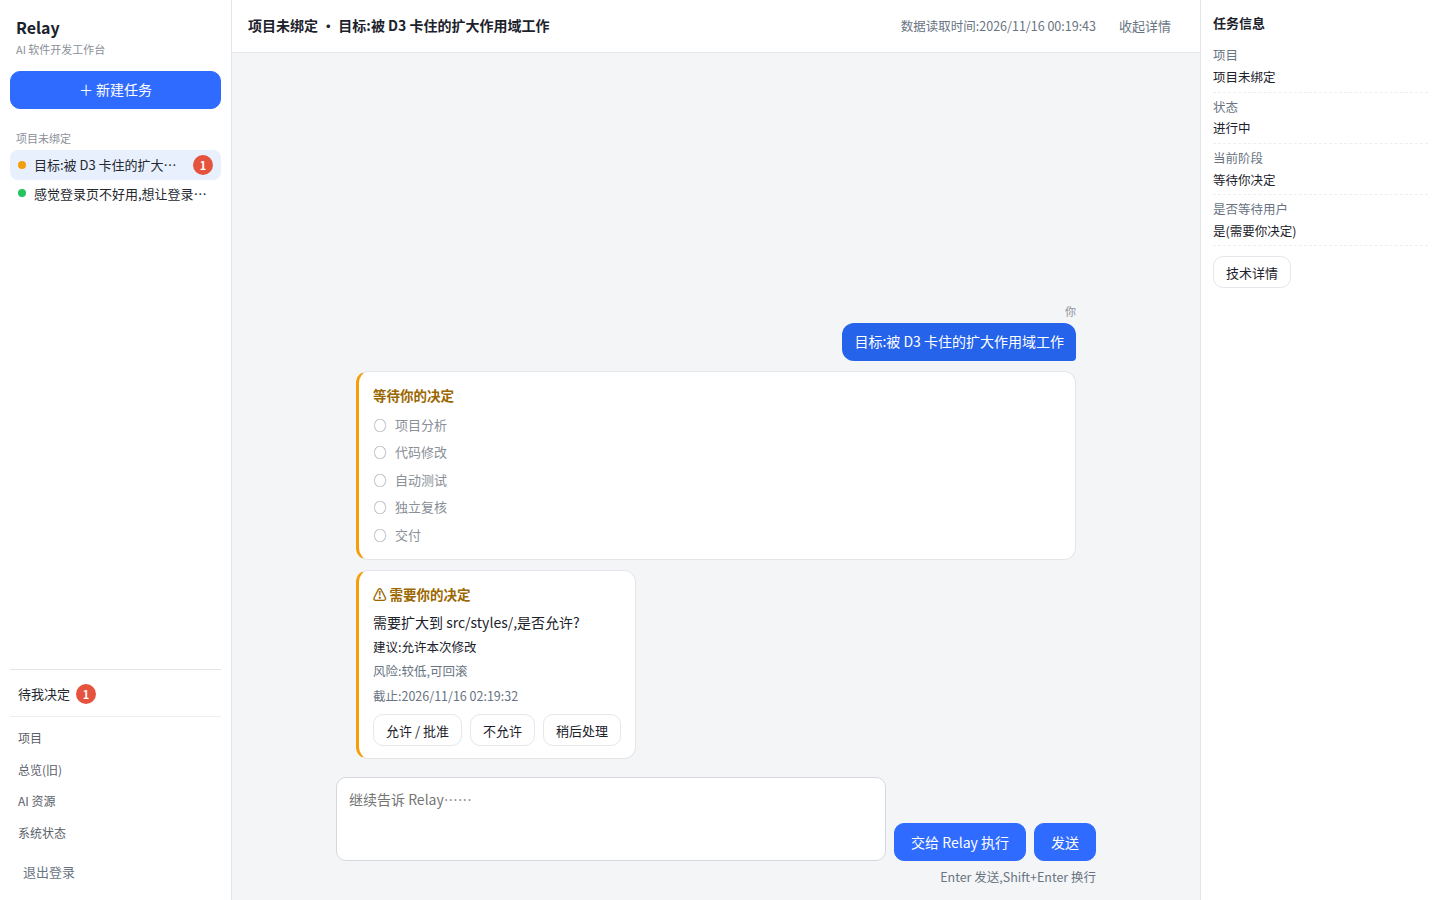 Relay
AI 软件开发工作台
＋ 新建任务
项目未绑定
目标:被 D3 卡住的扩大… 1
感觉登录页不好用,想让登录…
待我决定 1
项目
总览(旧)
AI 资源
系统状态
退出登录
项目未绑定 · 目标:被 D3 卡住的扩大作用域工作
数据读取时间:2026/11/16 00:19:43 收起详情
你
目标:被 D3 卡住的扩大作用域工作
等待你的决定
项目分析
代码修改
自动测试
独立复核
交付
⚠ 需要你的决定
需要扩大到 src/styles/,是否允许?
建议:允许本次修改
风险:较低,可回滚
截止:2026/11/16 02:19:32
允许 / 批准 不允许 稍后处理
继续告诉 Relay……
交给 Relay 执行 发送
Enter 发送,Shift+Enter 换行
任务信息
项目
项目未绑定
状态
进行中
当前阶段
等待你决定
是否等待用户
是(需要你决定)
技术详情